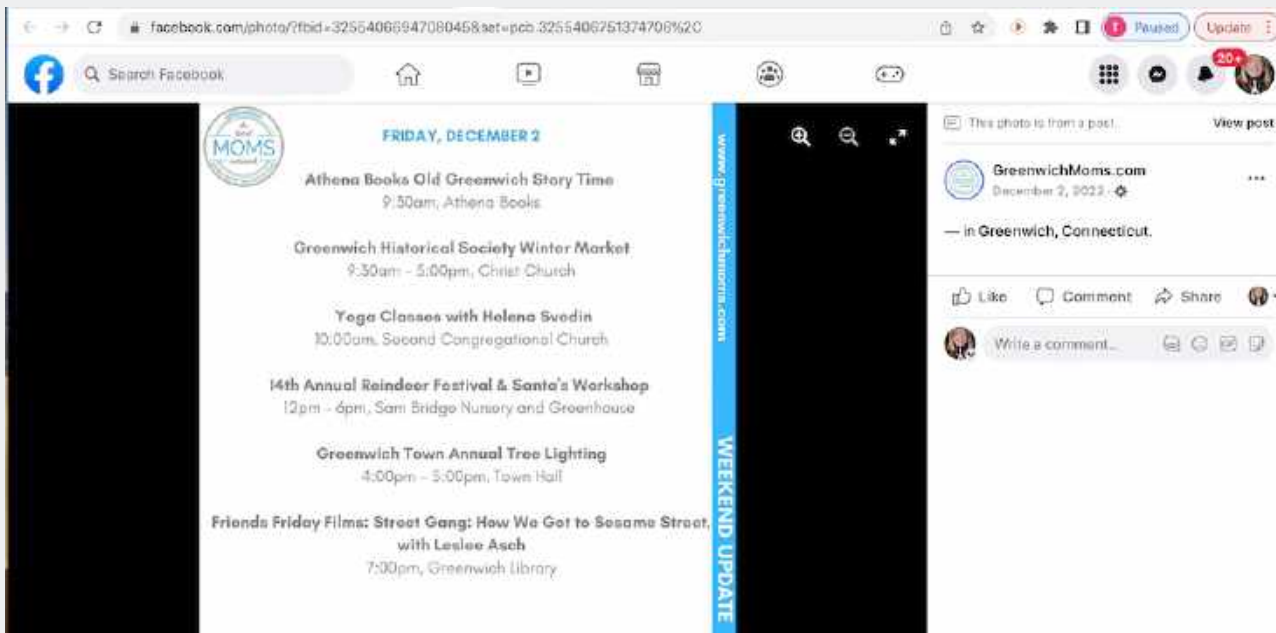 facebook.com/photo/?fbid=3255406694708045&set=pcb.3255406751374706%2C
Paused
Update
Search Facebook
20+
the local
MOMS
network
FRIDAY, DECEMBER 2
Athena Books Old Greenwich Story Time
9:30am, Athena Books
Greenwich Historical Society Winter Market
9:30am - 5:00pm, Christ Church
Yoga Classes with Helena Svedin
10:00am, Second Congregational Church
14th Annual Reindeer Festival & Santa's Workshop
12pm - 6pm, Sam Bridge Nursery and Greenhouse
Greenwich Town Annual Tree Lighting
4:00pm - 5:00pm, Town Hall
Friends Friday Films: Street Gang: How We Got to Sesame Street,
with Leslee Asch
7:00pm, Greenwich Library
www.greenwichmoms.com
WEEKEND UPDATE
This photo is from a post.
View post
GreenwichMoms.com
December 2, 2022
— in Greenwich, Connecticut.
Like
Comment
Share
Write a comment...